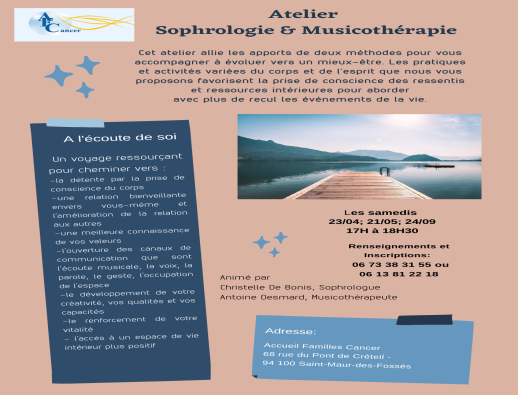 AFC
Cancer
Atelier
Sophrologie & Musicothérapie
Cet atelier allie les apports de deux méthodes pour vous
accompagner à évoluer vers un mieux-être. Les pratiques
et activités variées du corps et de l'esprit que nous vous
proposons favorisent la prise de conscience des ressentis
et ressources intérieures pour aborder
avec plus de recul les événements de la vie.
A l'écoute de soi
Un voyage ressourçant
pour cheminer vers :
-la détente par la prise de
conscience du corps
-une relation bienveillante
envers vous-même et
l'amélioration de la relation
aux autres
-une meilleure connaissance
de vos valeurs
-l'ouverture des canaux de
communication que sont
l'écoute musicale, la voix, la
parole, le geste, l'occupation
de l'espace
-le développement de votre
créativité, vos qualités et vos
capacités
-le renforcement de votre
vitalité
- l'accés à un espace de vie
intérieur plus positif
Les samedis
23/04; 21/05; 24/09
17H à 18H30
Renseignements et
Inscriptions:
06 73 38 31 55 ou
06 13 81 22 18
Animé par
Christelle De Bonis, Sophrologue
Antoine Desmard, Musicothérapeute
Adresse:
Accueil Familles Cancer
68 rue du Pont de Créteil -
94 100 Saint-Maur-des-Fossés